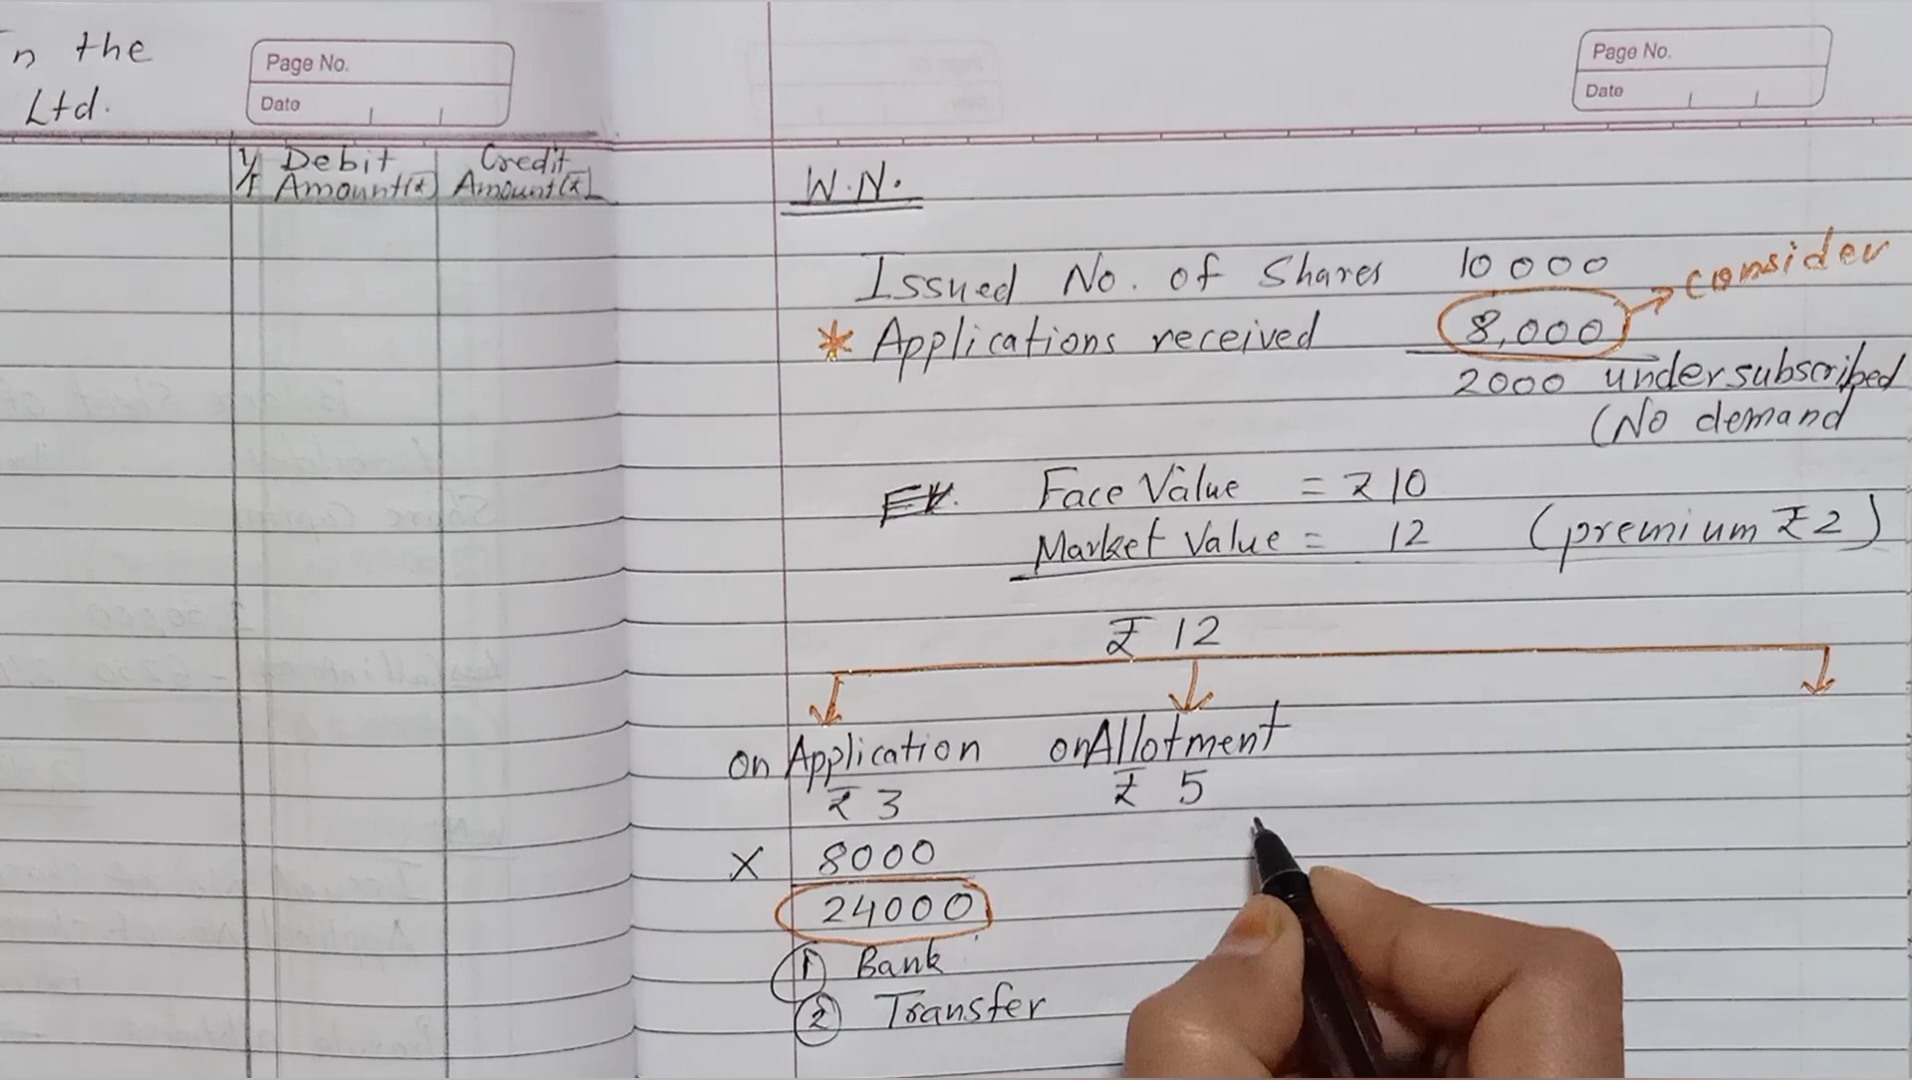 n the
Ltd.
Page No.
Date
Debit Amount(₹)
Credit Amount(₹)
Page No.
Date
W.N.
Issued No. of Shares 10000
* Applications received 8,000 → consider
2000 undersubscribed
(No demand
Face Value = ₹10
Market Value = 12 (premium ₹2)
₹ 12
on Application on Allotment
₹ 3 ₹ 5
X 8000
24000
① Bank
② Transfer